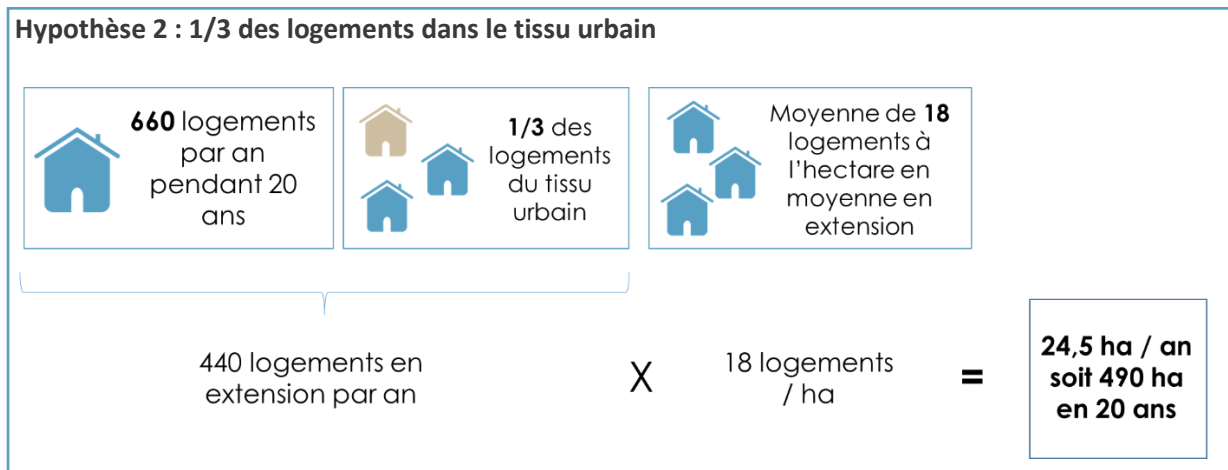 Hypothèse 2 : 1/3 des logements dans le tissu urbain
660 logements
par an
pendant 20
ans
1/3 des
logements
du tissu
urbain
Moyenne de 18
logements à
l'hectare en
moyenne en
extension
440 logements en
extension par an
X
18 logements
/ ha
=
24,5 ha / an
soit 490 ha
en 20 ans